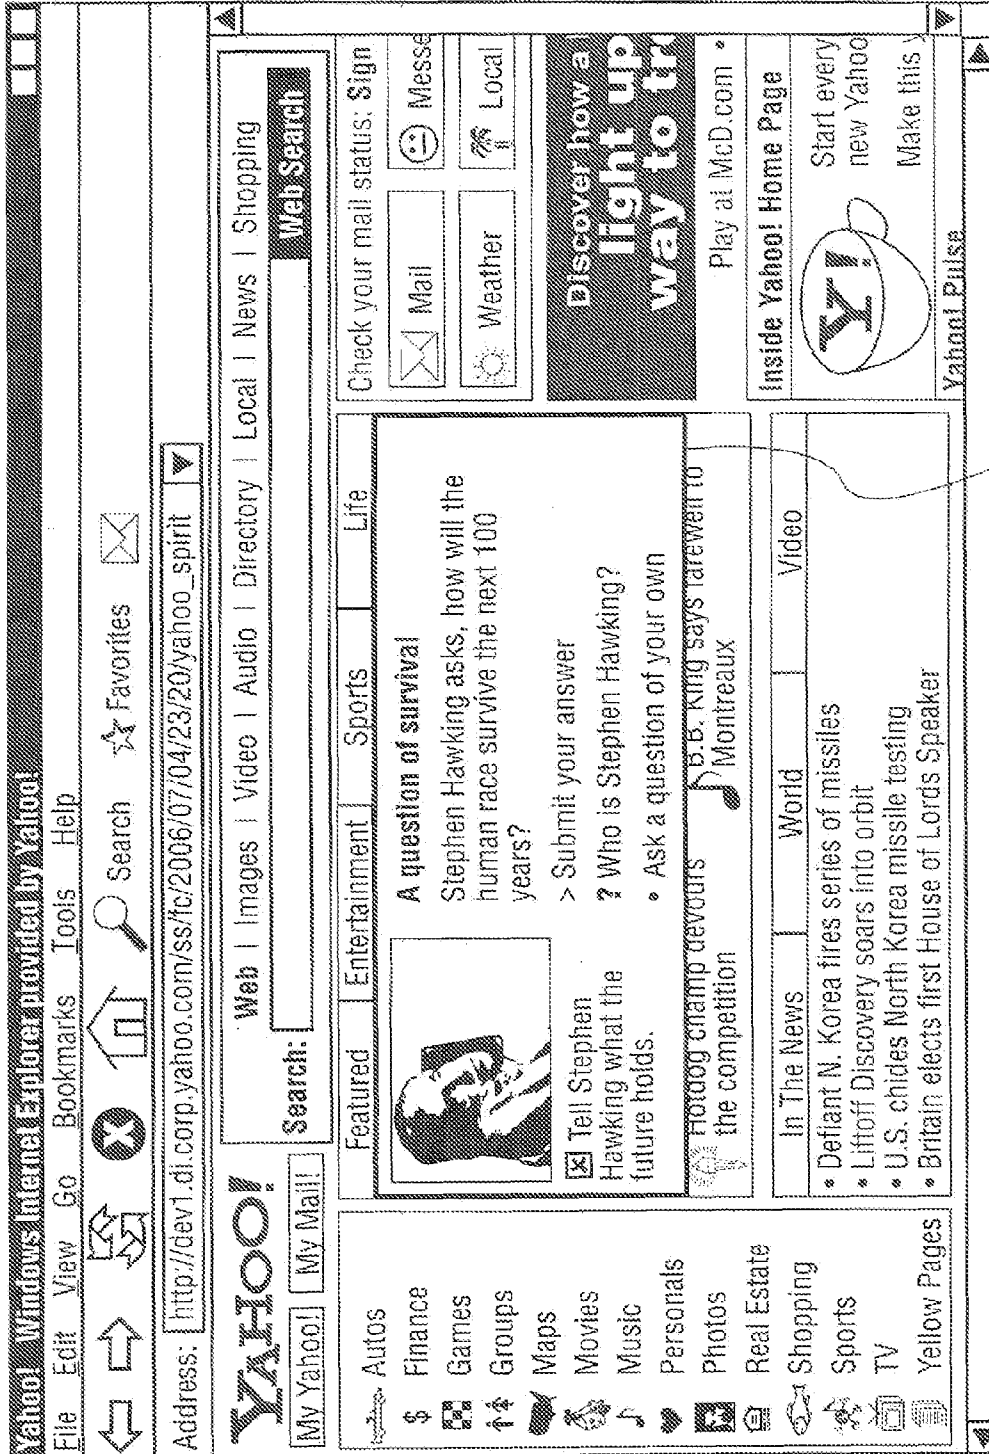 Yahoo! Windows Internet Explorer provided by Yahoo!
File Edit View Go Bookmarks Tools Help
Search Favorites
Address: http://dev1.di.corp.yahoo.com/ss/fc/2006/07/04/23/20/yahoo_spirit
YAHOO!
My Yahoo! My Mail!
Web | Images | Video | Audio | Directory | Local | News | Shopping
Search: Web Search
Autos
$ Finance
Games
Groups
Maps
Movies
Music
Personals
Photos
Real Estate
Shopping
Sports
TV
Yellow Pages
Featured Entertainment Sports Life
A question of survival
Stephen Hawking asks, how will the
human race survive the next 100
years?
> Submit your answer
? Who is Stephen Hawking?
• Ask a question of your own
Tell Stephen
Hawking what the
future holds.
Hotdog champ devours
the competition
B.B. King says farewell to
Montreaux
In The News World Video
• Defiant N. Korea fires series of missiles
• Liftoff Discovery soars into orbit
• U.S. chides North Korea missile testing
• Britain elects first House of Lords Speaker
Check your mail status: Sign
Mail Messe
Weather Local
Discover how a
light up
way to tr
Play at McD.com •
Inside Yahoo! Home Page
Y!
Start every
new Yahoo
Make this y
Yahoo! Pulse